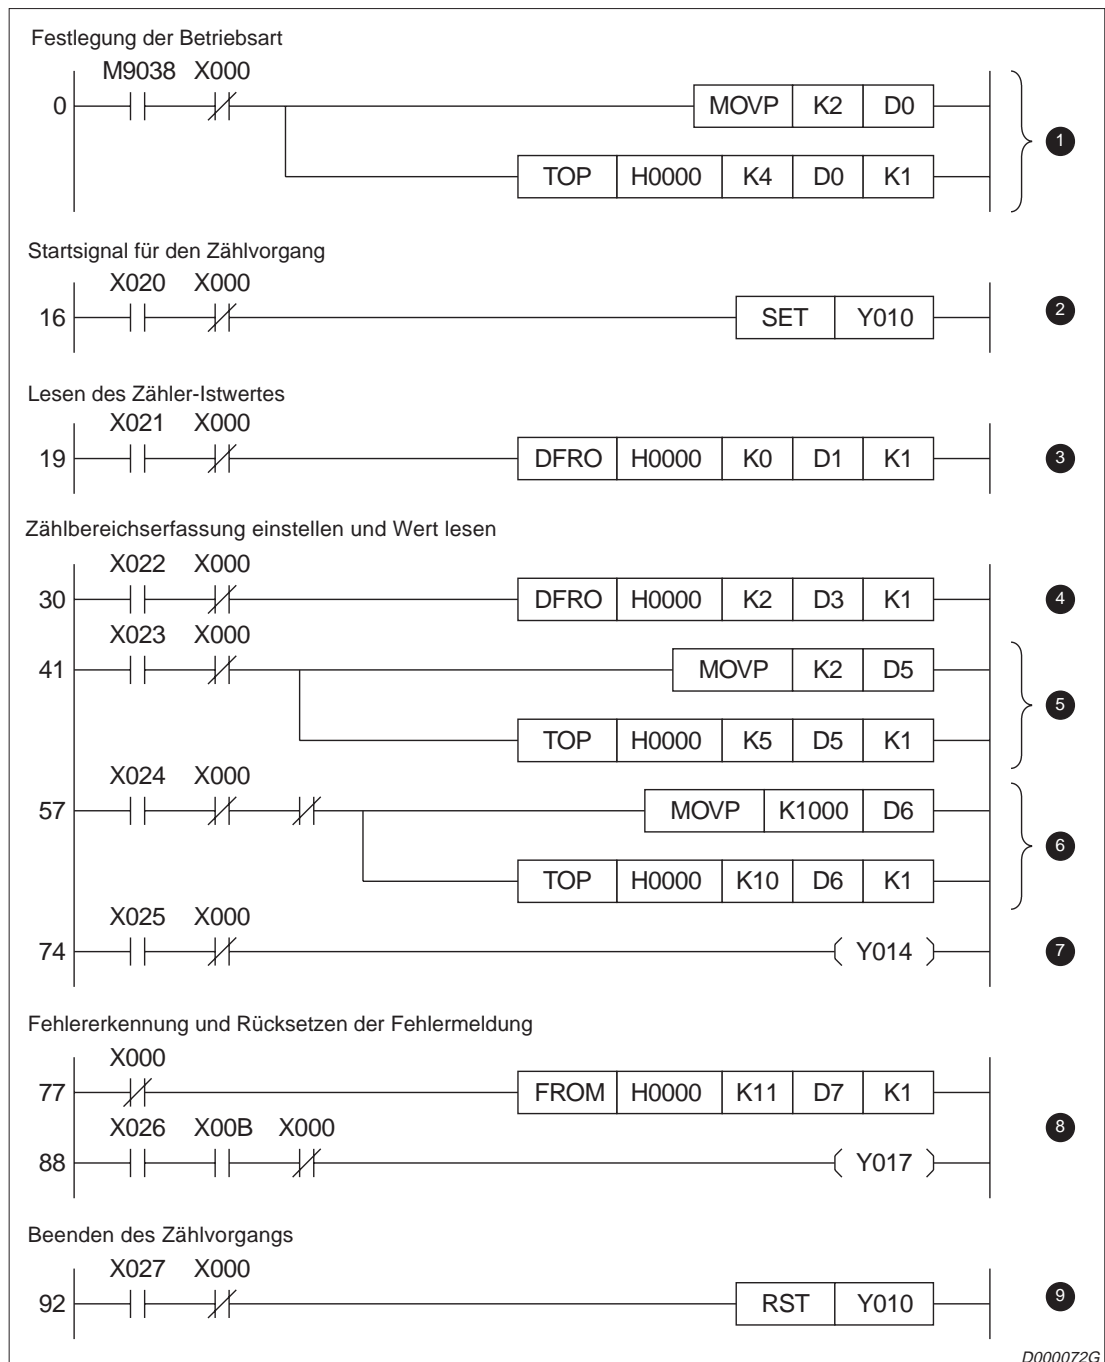 Festlegung der Betriebsart
M9038 X000
0 MOVP K2 D0
1
TOP H0000 K4 D0 K1
Startsignal für den Zählvorgang
X020 X000
16 SET Y010 2
Lesen des Zähler-Istwertes
X021 X000
19 DFRO H0000 K0 D1 K1 3
Zählbereichserfassung einstellen und Wert lesen
X022 X000
30 DFRO H0000 K2 D3 K1 4
X023 X000
41 MOVP K2 D5
5
TOP H0000 K5 D5 K1
X024 X000
57 MOVP K1000 D6
6
TOP H0000 K10 D6 K1
X025 X000
74 Y014 7
Fehlererkennung und Rücksetzen der Fehlermeldung
X000
77 FROM H0000 K11 D7 K1
8
X026 X00B X000
88 Y017
Beenden des Zählvorgangs
X027 X000
92 RST Y010 9
D000072G